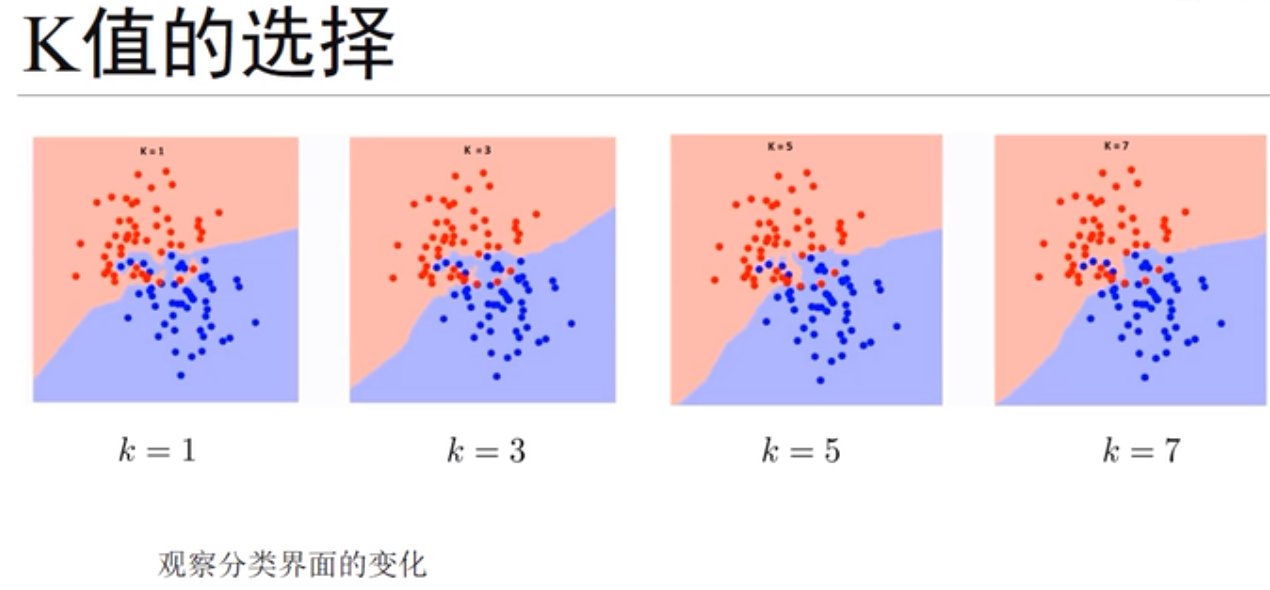 K值的选择
K=1
K=3
K=5
K=7
k = 1
k = 3
k = 5
k = 7
观察分类界面的变化